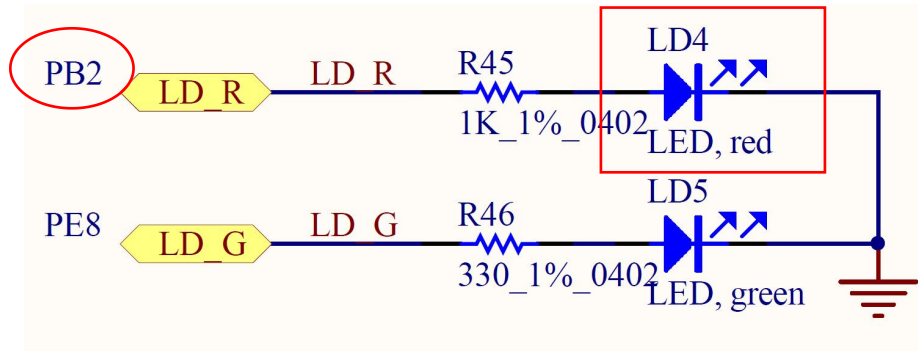 LD4
PB2 LD_R LD_R R45
1K_1%_0402 LED, red
LD5
PE8 LD_G LD_G R46
330_1%_0402 LED, green